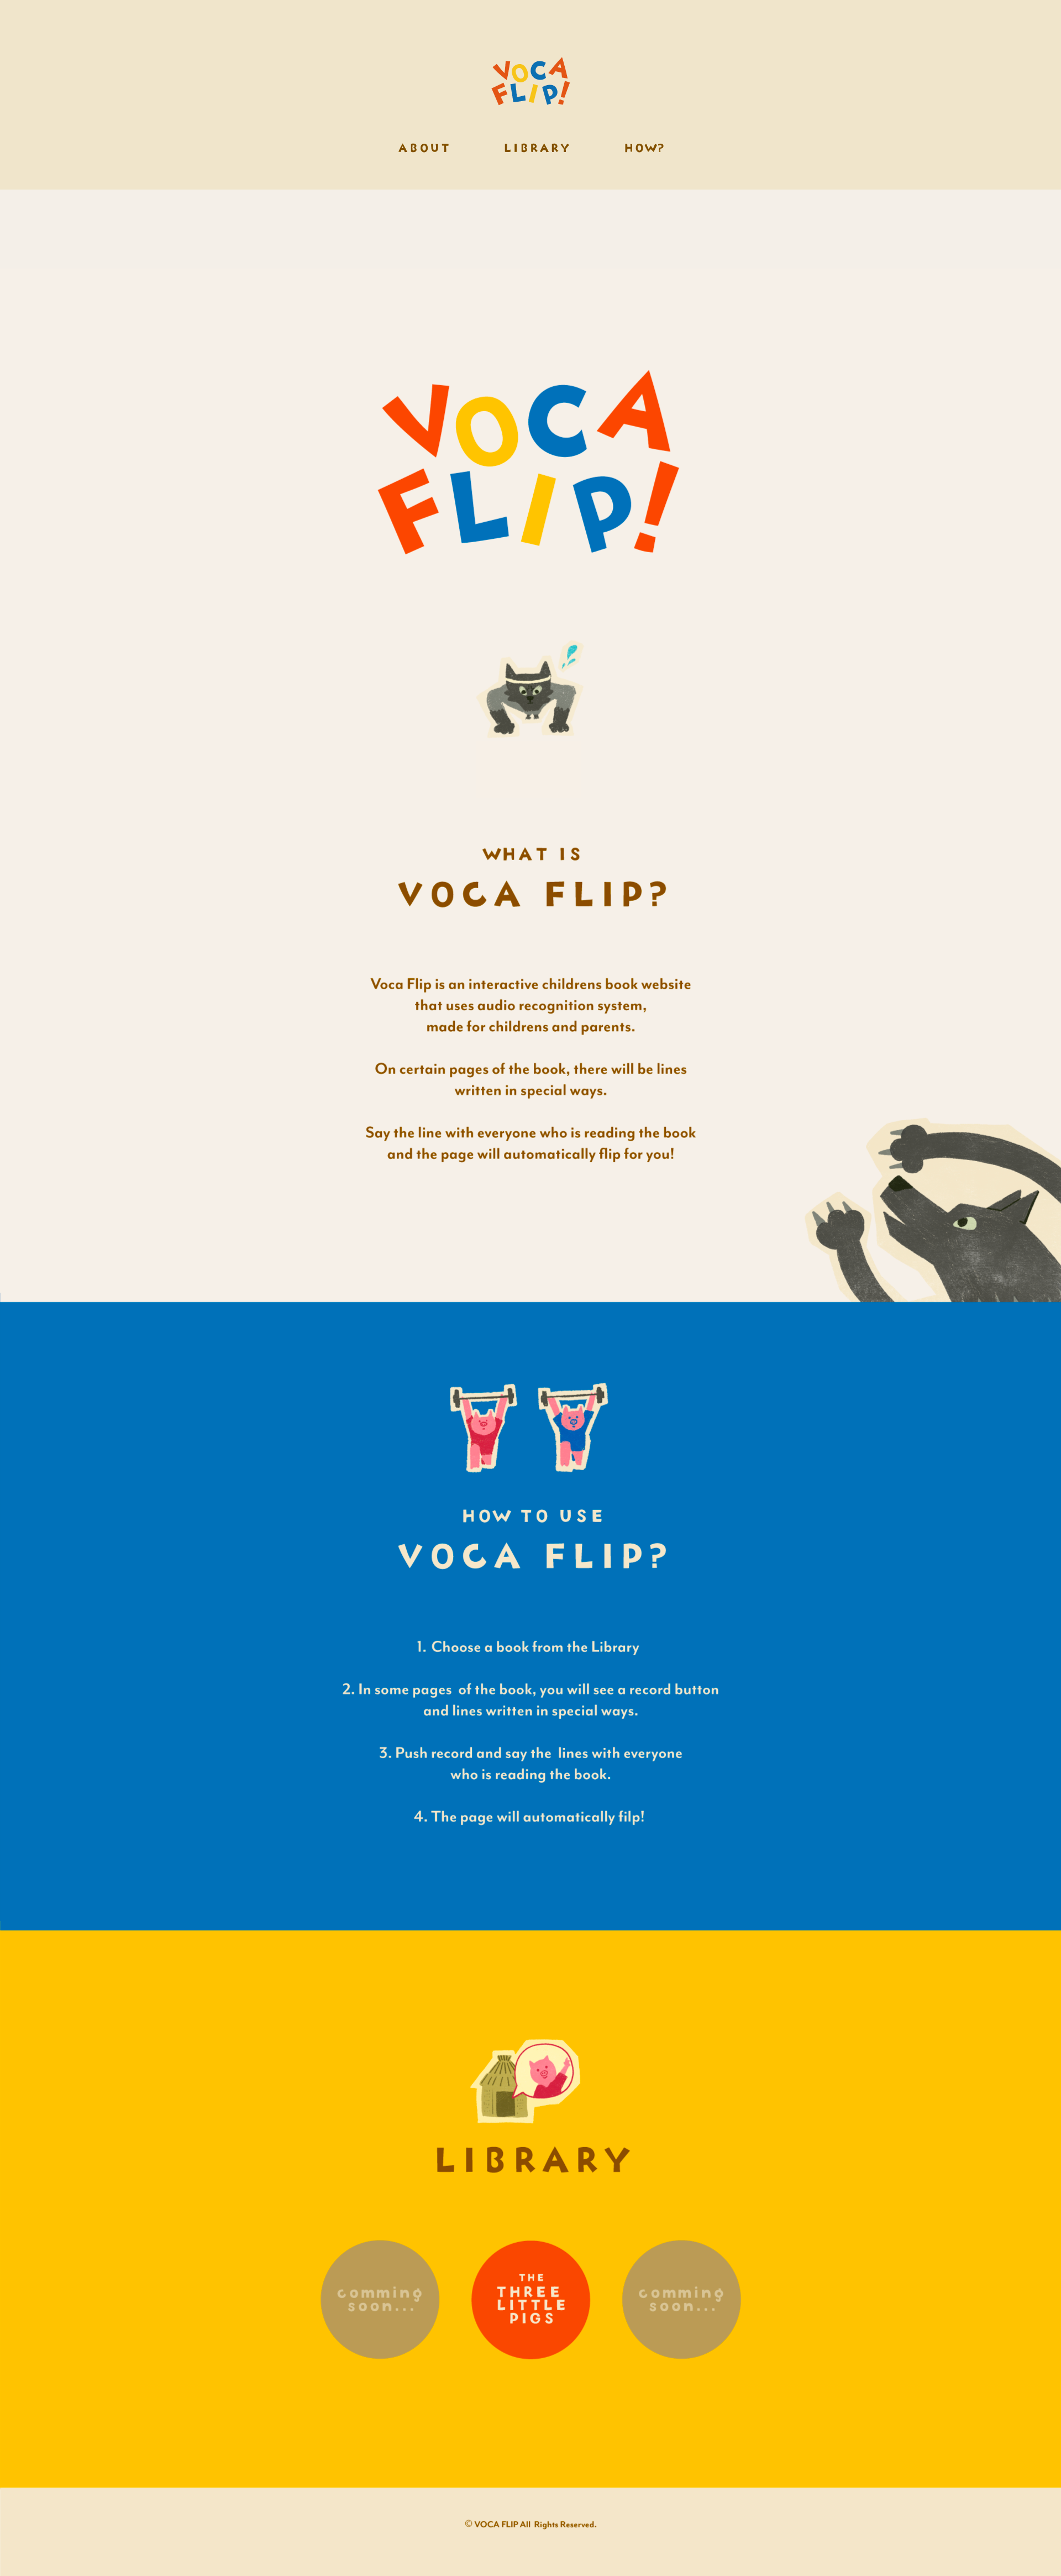 VOCA
FLIP!
ABOUT LIBRARY HOW?
VOCA
FLIP!
WHAT IS
VOCA FLIP?
Voca Flip is an interactive childrens book website
that uses audio recognition system,
made for childrens and parents.
On certain pages of the book, there will be lines
written in special ways.
Say the line with everyone who is reading the book
and the page will automatically flip for you!
HOW TO USE
VOCA FLIP?
1. Choose a book from the Library
2. In some pages of the book, you will see a record button
and lines written in special ways.
3. Push record and say the lines with everyone
who is reading the book.
4. The page will automatically filp!
LIBRARY
comming
soon...
THE
THREE
LITTLE
PIGS
comming
soon...
© VOCA FLIP All Rights Reserved.